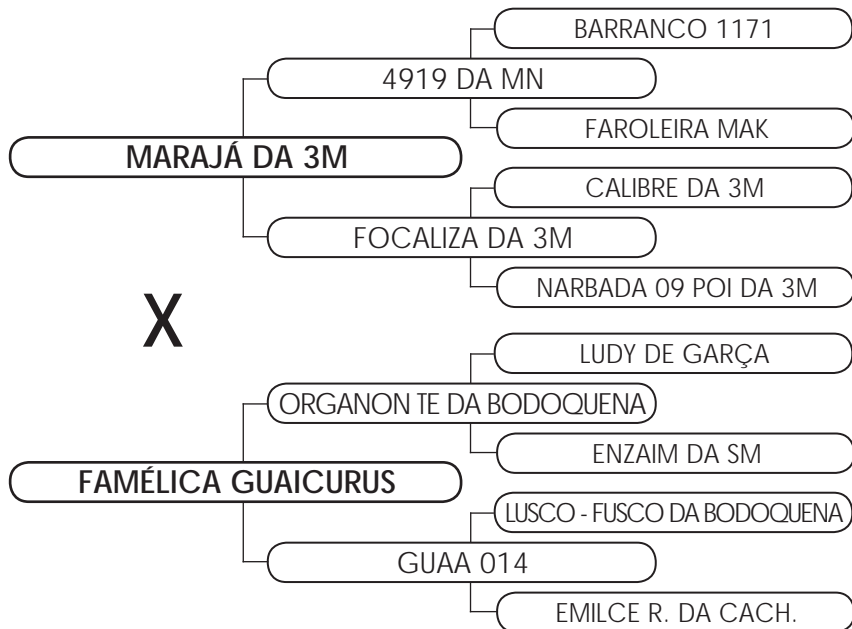 BARRANCO 1171
4919 DA MN
FAROLEIRA MAK
MARAJÁ DA 3M
CALIBRE DA 3M
FOCALIZA DA 3M
NARBADA 09 POI DA 3M
X
LUDY DE GARÇA
ORGANON TE DA BODOQUENA
ENZAIM DA SM
FAMÉLICA GUAICURUS
LUSCO - FUSCO DA BODOQUENA
GUAA 014
EMILCE R. DA CACH.